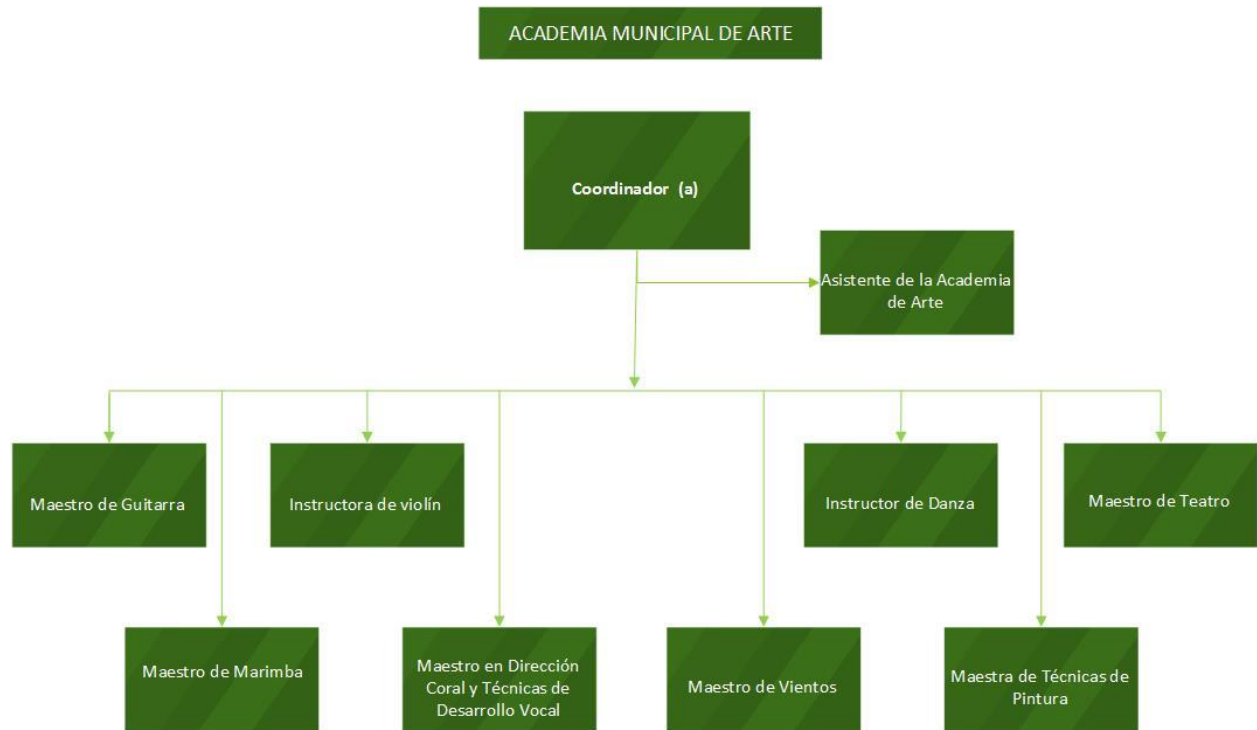 ACADEMIA MUNICIPAL DE ARTE
Coordinador (a)
Asistente de la Academia
de Arte
Maestro de Guitarra
Instructora de violín
Instructor de Danza
Maestro de Teatro
Maestro de Marimba
Maestro en Dirección
Coral y Técnicas de
Desarrollo Vocal
Maestro de Vientos
Maestra de Técnicas de
Pintura